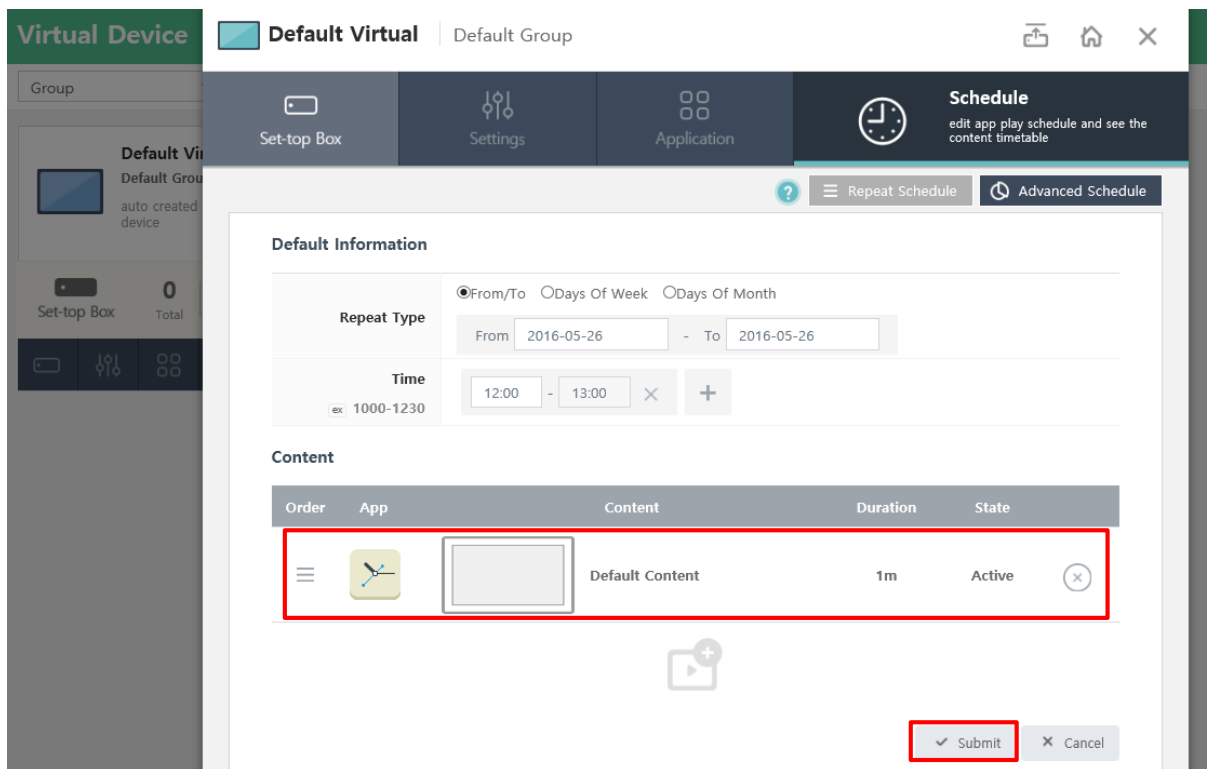 Virtual Device
Default Virtual
Default Group
Group
Set-top Box
Settings
Application
Schedule
edit app play schedule and see the
content timetable
Default Vi
Default Grou
auto created
device
Set-top Box
0
Total
? Repeat Schedule
Advanced Schedule
Default Information
Repeat Type
From/To Days Of Week Days Of Month
From 2016-05-26 - To 2016-05-26
Time
ex 1000-1230
12:00 - 13:00
Content
Order App Content Duration State
Default Content 1m Active
Submit
Cancel